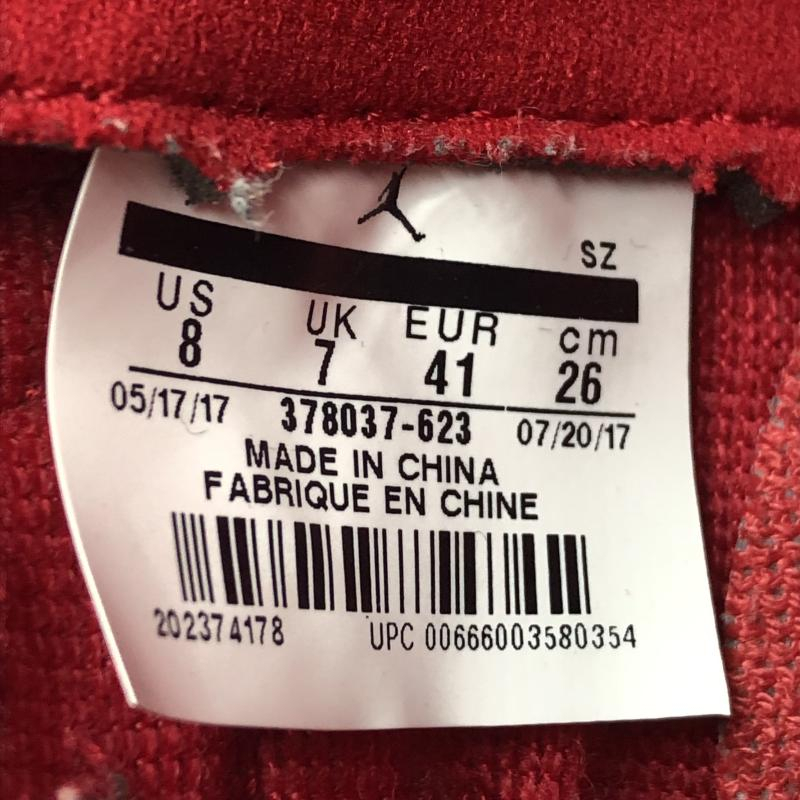 SZ
US UK EUR cm
8 7 41 26
05/17/17 378037-623 07/20/17
MADE IN CHINA
FABRIQUE EN CHINE
202374178 UPC 00666003580354